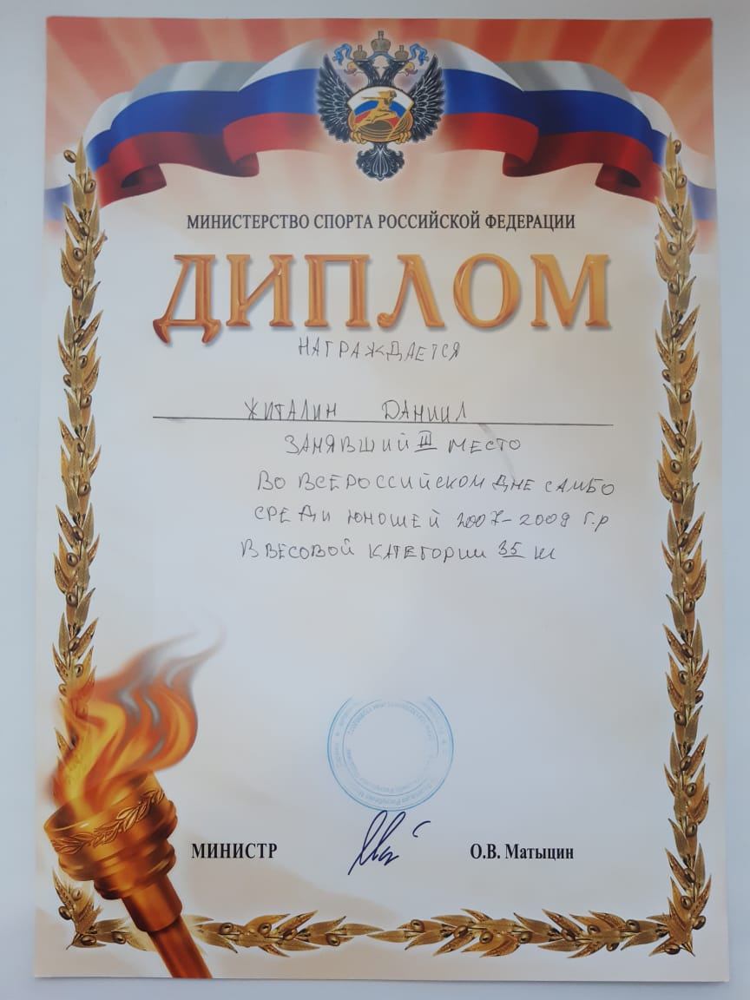 МИНИСТЕРСТВО СПОРТА РОССИЙСКОЙ ФЕДЕРАЦИИ
ДИПЛОМ
НАГРАЖДАЕТСЯ
ЖИТАЛИН ДАНИИЛ
ЗАНЯВШИЙ III МЕСТО
ВО ВСЕРОССИЙСКОМ ДНЕ САМБО
СРЕДИ ЮНОШЕЙ 2007-2009 Г.Р
В ВЕСОВОЙ КАТЕГОРИИ 35 КГ
МИНИСТР
О.В. Матыцин